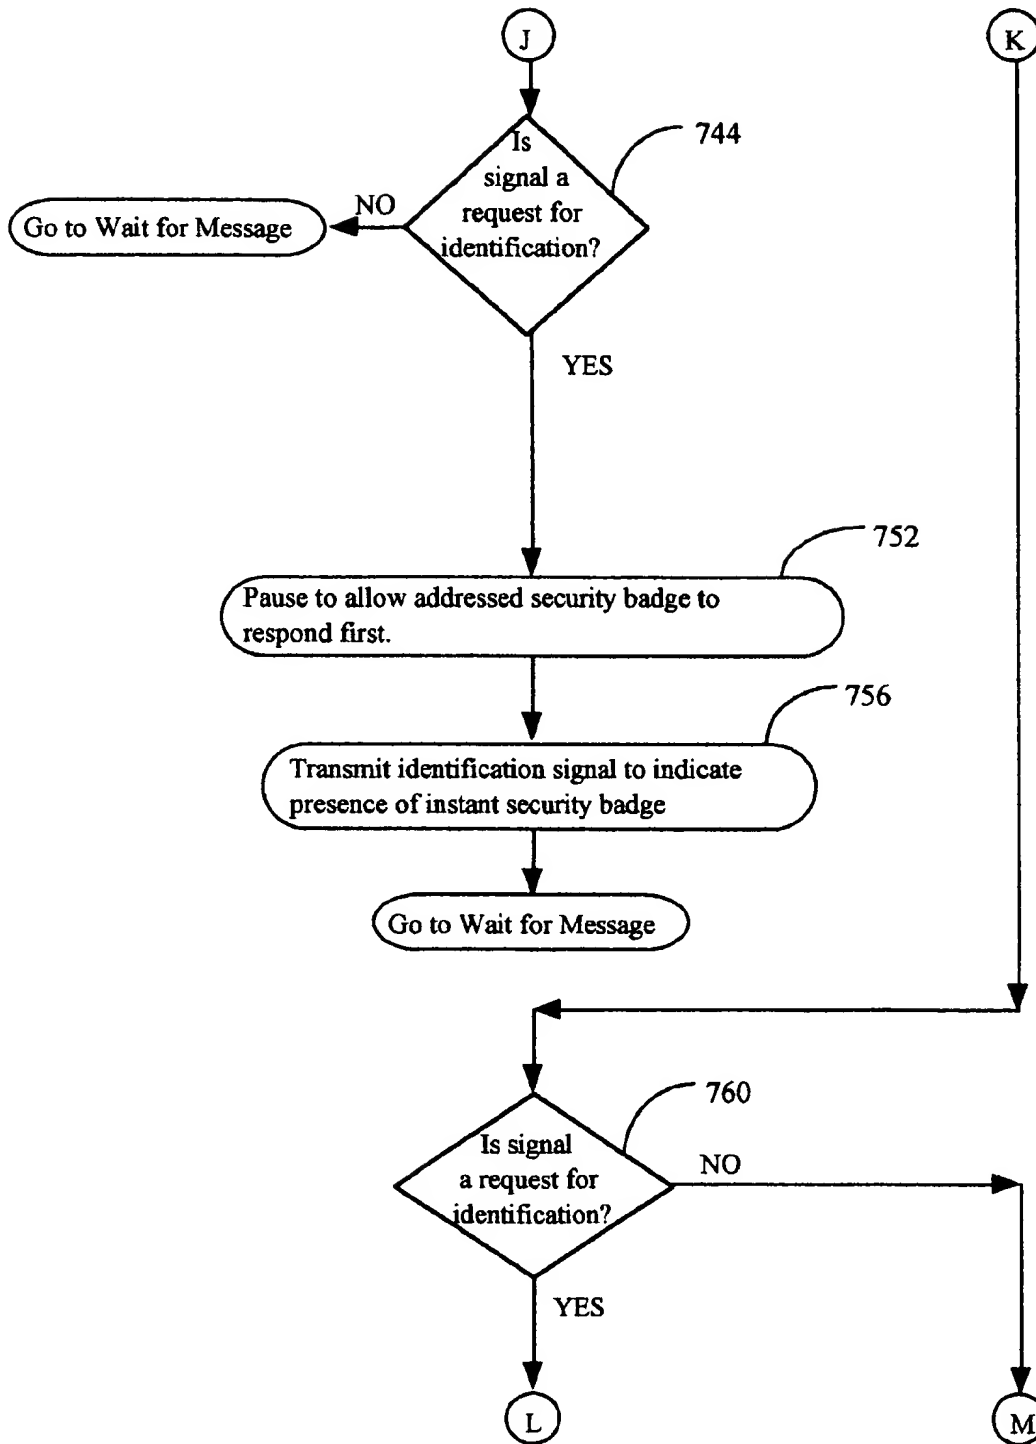 J
K
744
Is
signal a
request for
identification?
NO
Go to Wait for Message
YES
752
Pause to allow addressed security badge to
respond first.
756
Transmit identification signal to indicate
presence of instant security badge
Go to Wait for Message
760
Is signal
a request for
identification?
NO
YES
L
M